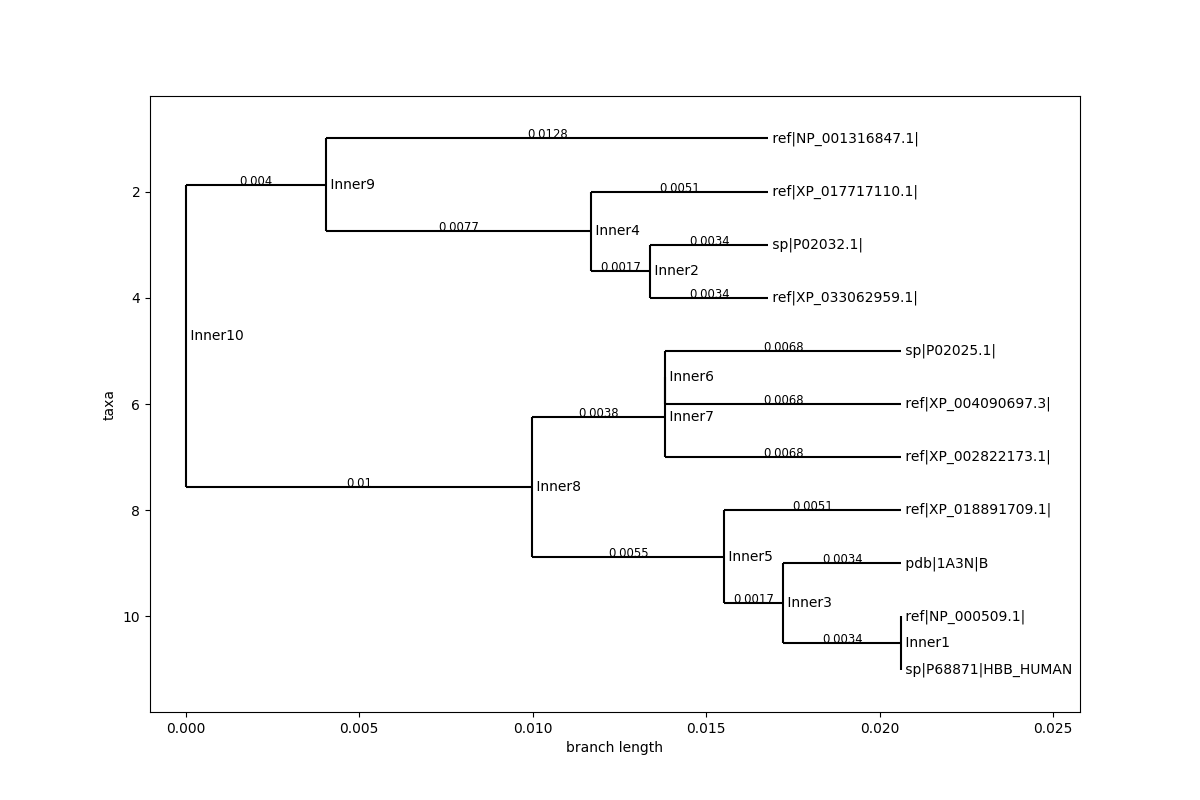 0.0128
ref|NP_001316847.1|
0.004
Inner9
0.0051
ref|XP_017717110.1|
0.0077
Inner4
0.0034
sp|P02032.1|
0.0017
Inner2
0.0034
ref|XP_033062959.1|
Inner10
0.0068
sp|P02025.1|
Inner6
0.0068
ref|XP_004090697.3|
0.0038
Inner7
0.0068
ref|XP_002822173.1|
0.01
Inner8
0.0051
ref|XP_018891709.1|
0.0055
Inner5
0.0034
pdb|1A3N|B
0.0017
Inner3
ref|NP_000509.1|
0.0034
Inner1
sp|P68871|HBB_HUMAN
2
4
6
8
10
taxa
0.000
0.005
0.010
0.015
0.020
0.025
branch length